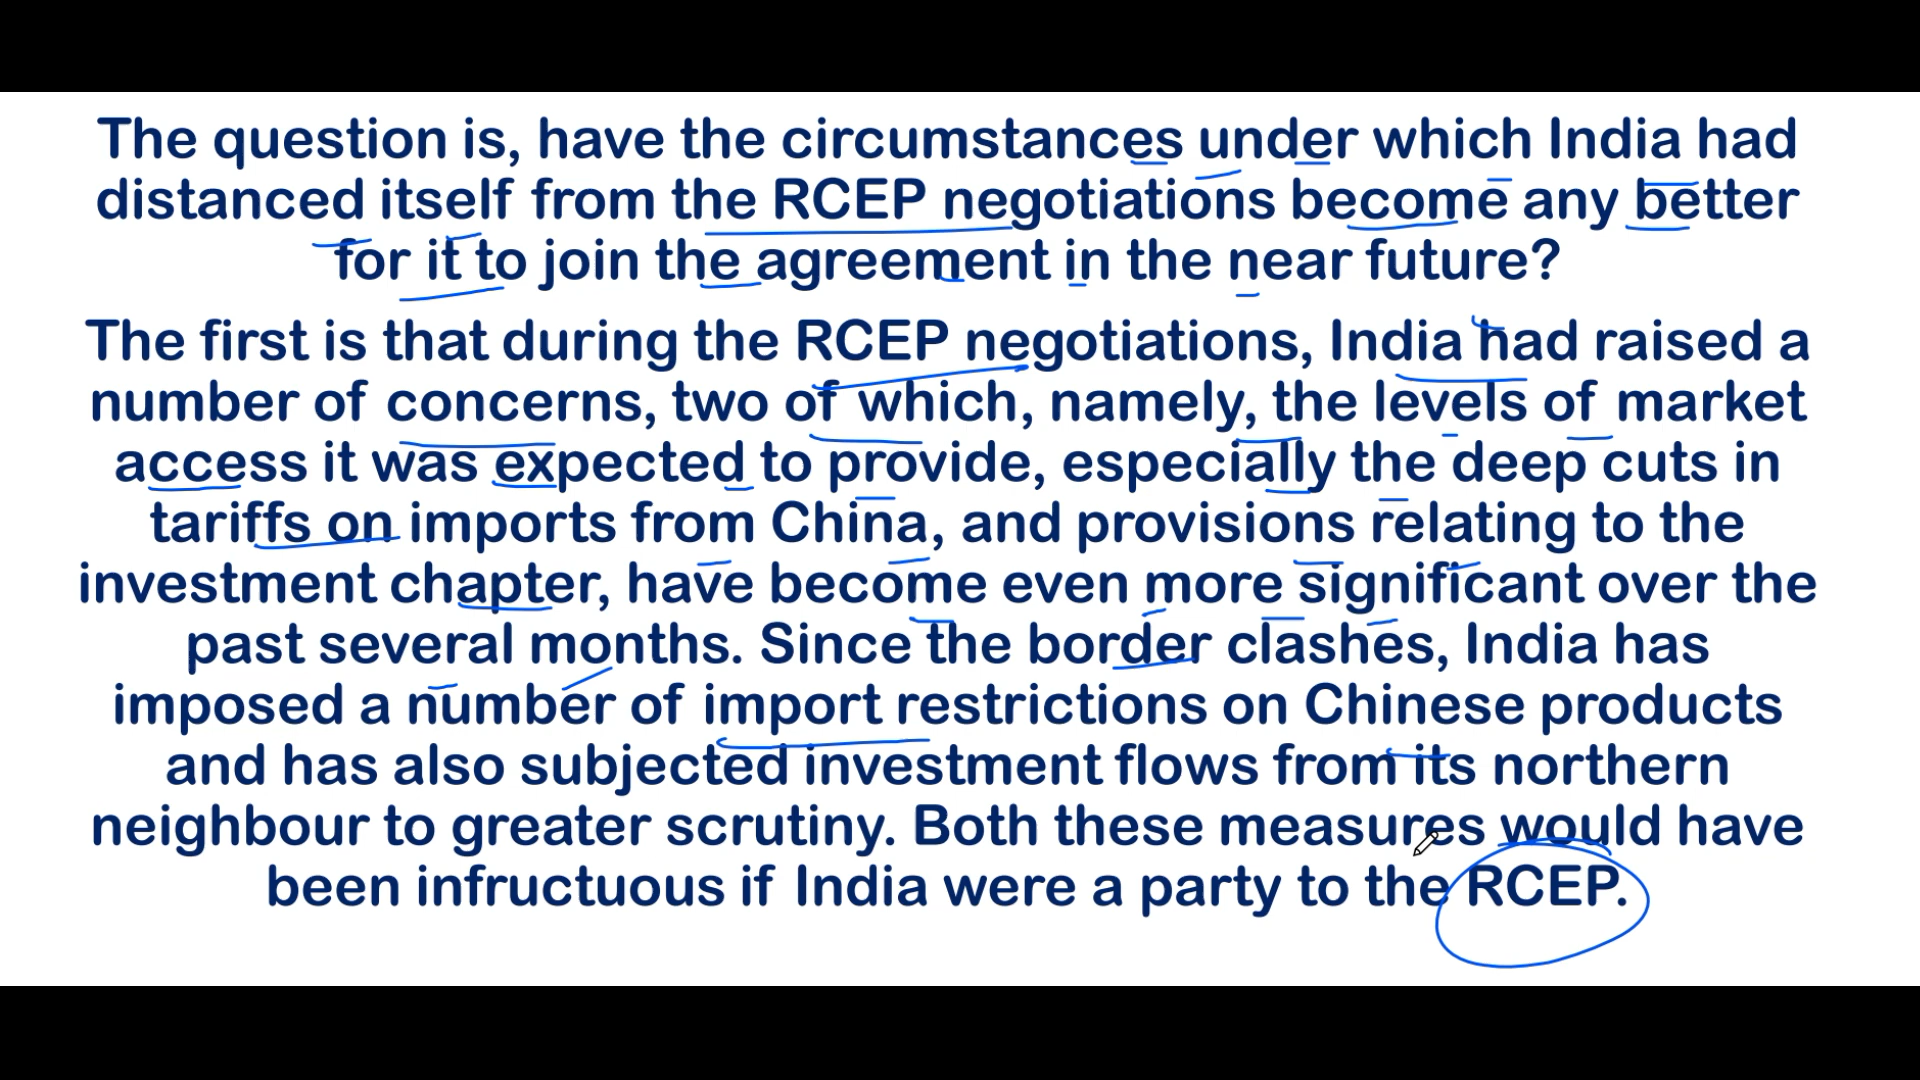 The question is, have the circumstances under which India had
distanced itself from the RCEP negotiations become any better
for it to join the agreement in the near future?
The first is that during the RCEP negotiations, India had raised a
number of concerns, two of which, namely, the levels of market
access it was expected to provide, especially the deep cuts in
tariffs on imports from China, and provisions relating to the
investment chapter, have become even more significant over the
past several months. Since the border clashes, India has
imposed a number of import restrictions on Chinese products
and has also subjected investment flows from its northern
neighbour to greater scrutiny. Both these measures would have
been infructuous if India were a party to the RCEP.